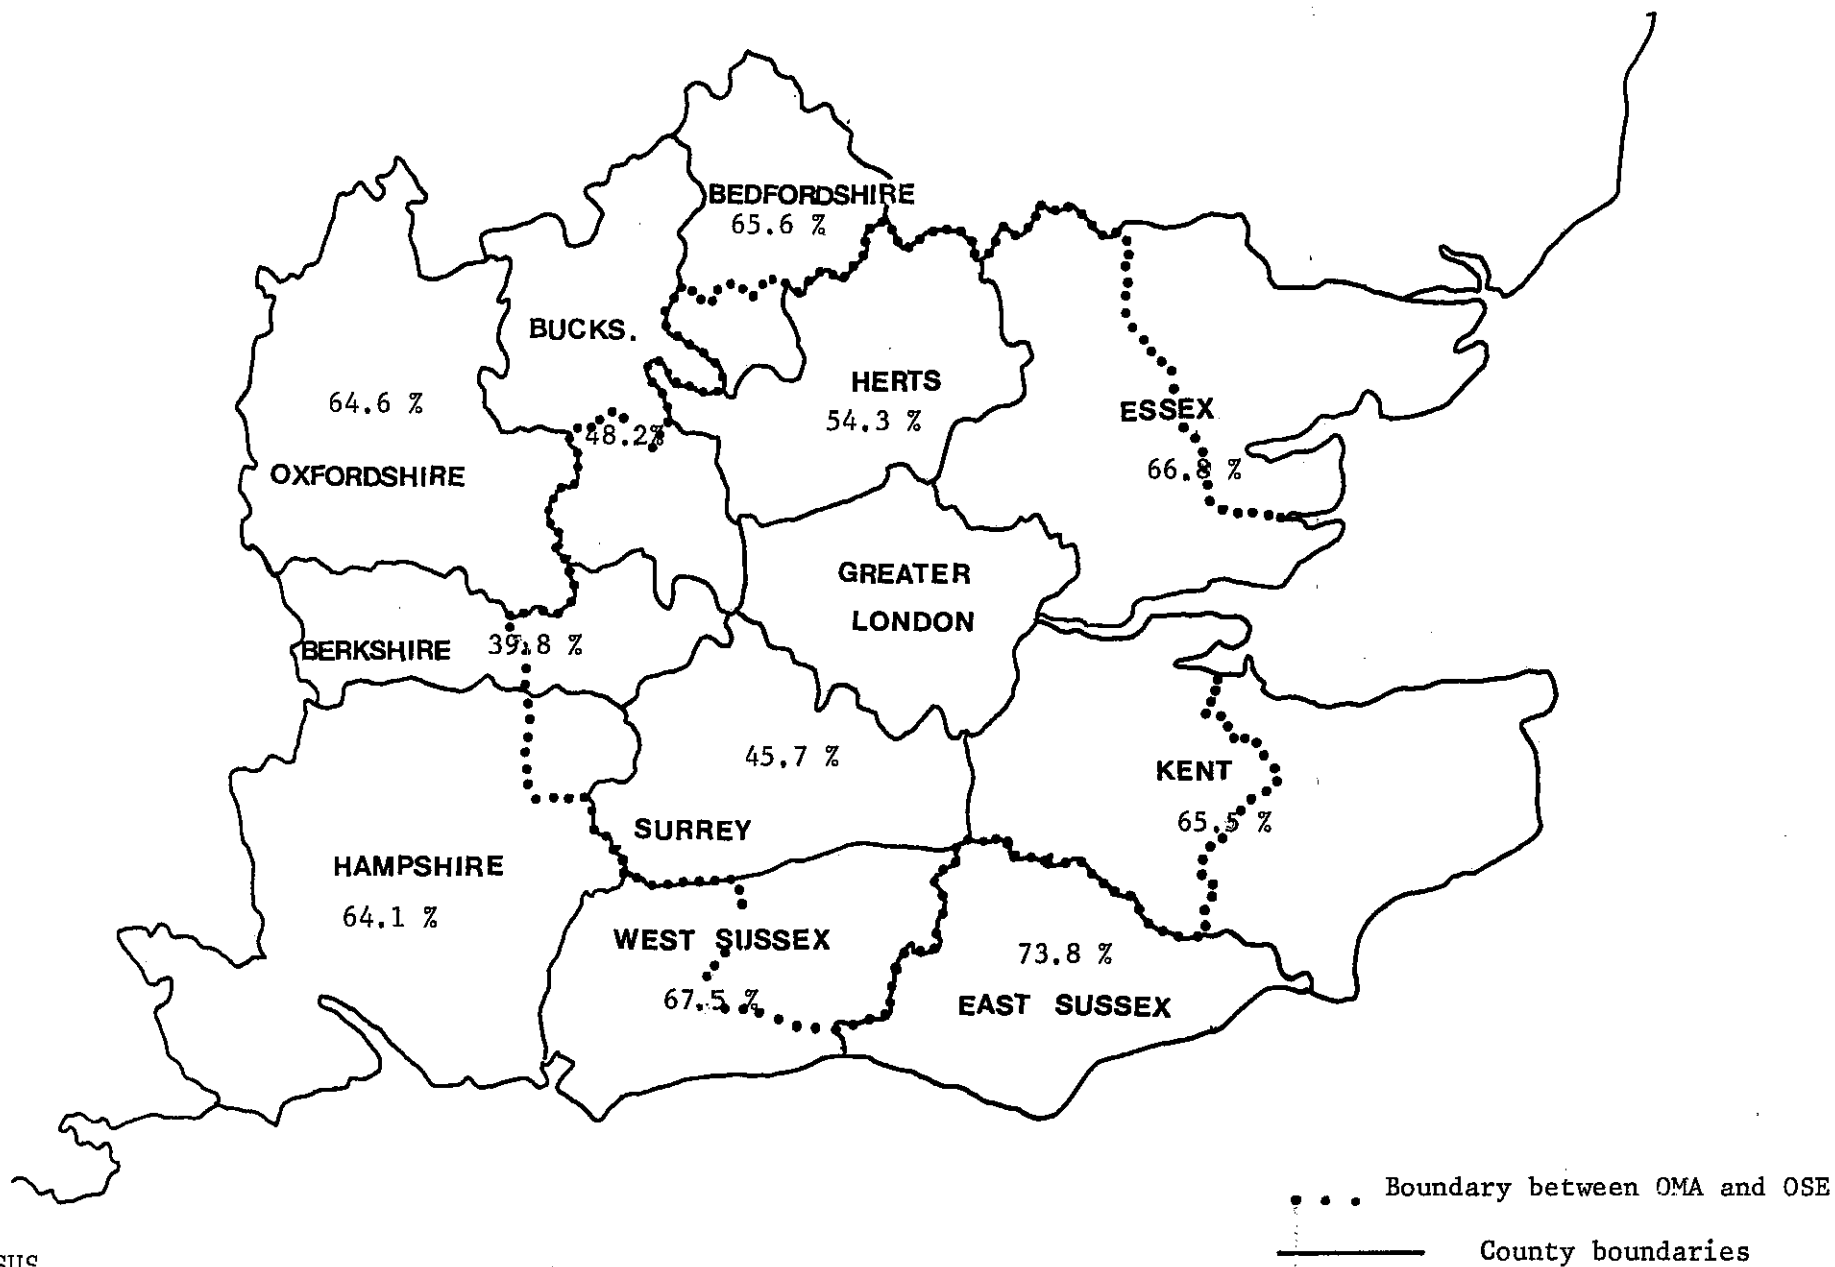 BEDFORDSHIRE
65.6 %
BUCKS.
48.2%
HERTS
54.3 %
64.6 %
OXFORDSHIRE
ESSEX
66.8 %
GREATER
LONDON
BERKSHIRE 39.8 %
45.7 %
SURREY
KENT
65.5 %
HAMPSHIRE
64.1 %
WEST SUSSEX
67.5 %
73.8 %
EAST SUSSEX
Boundary between OMA and OSE
County boundaries
SUS